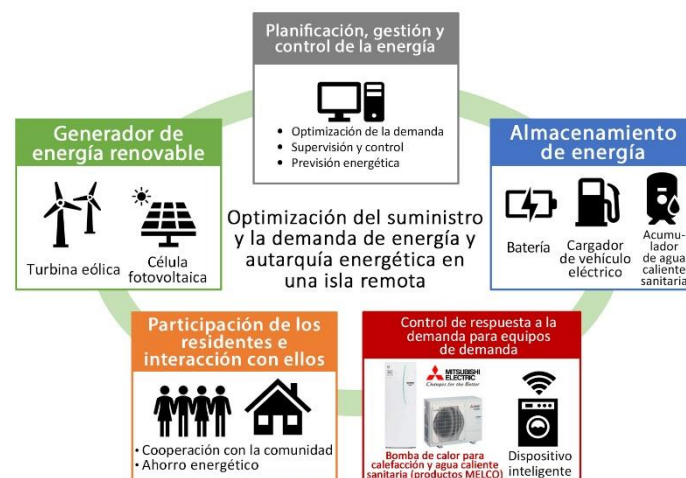 Planificación, gestión y
control de la energía
• Optimización de la demanda
• Supervisión y control
• Previsión energética
Generador de
energía renovable
Turbina eólica
Célula
fotovoltaica
Almacenamiento
de energía
Batería
Cargador
de vehículo
eléctrico
Acumu-
lador
de agua
caliente
sanitaria
Optimización del suministro
y la demanda de energía y
autarquía energética en
una isla remota
Participación de los
residentes e
interacción con ellos
• Cooperación con la comunidad
• Ahorro energético
Control de respuesta a la
demanda para equipos
de demanda
MITSUBISHI
ELECTRIC
Changes for the Better
Bomba de calor para
calefacción y agua caliente
sanitaria (productos MELCO)
Dispositivo
inteligente